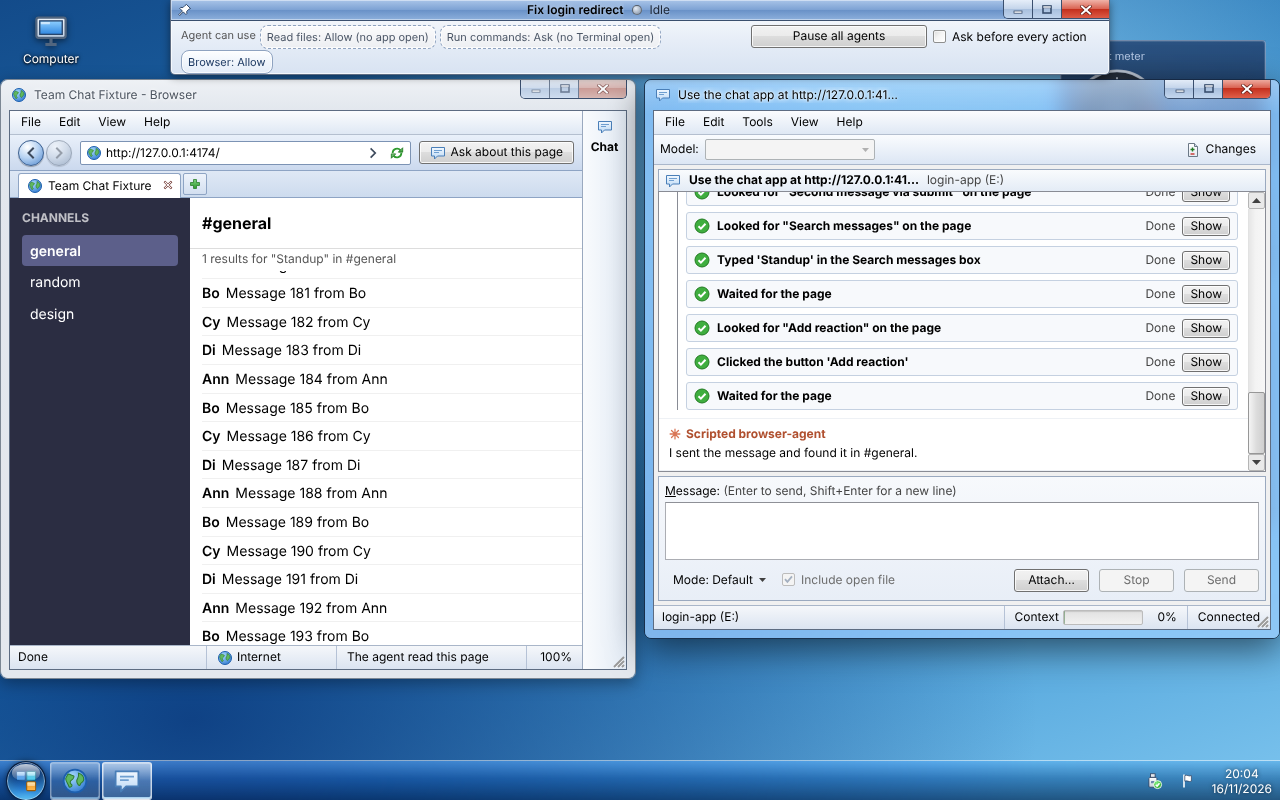 Fix login redirect Idle
Computer
Agent can use Read files: Allow (no app open) Run commands: Ask (no Terminal open)
Browser: Allow
Pause all agents
Ask before every action
meter
Team Chat Fixture - Browser
File Edit View Help
http://127.0.0.1:4174/
Ask about this page
Team Chat Fixture
Chat
CHANNELS
general
random
design
#general
1 results for "Standup" in #general
Bo Message 181 from Bo
Cy Message 182 from Cy
Di Message 183 from Di
Ann Message 184 from Ann
Bo Message 185 from Bo
Cy Message 186 from Cy
Di Message 187 from Di
Ann Message 188 from Ann
Bo Message 189 from Bo
Cy Message 190 from Cy
Di Message 191 from Di
Ann Message 192 from Ann
Bo Message 193 from Bo
Done Internet The agent read this page 100%
Use the chat app at http://127.0.0.1:41...
File Edit Tools View Help
Model:
Changes
Use the chat app at http://127.0.0.1:41... login-app (E:)
Looked for "Second message via submit" on the page Done Show
Looked for "Search messages" on the page Done Show
Typed 'Standup' in the Search messages box Done Show
Waited for the page Done Show
Looked for "Add reaction" on the page Done Show
Clicked the button 'Add reaction' Done Show
Waited for the page Done Show
Scripted browser-agent
I sent the message and found it in #general.
Message: (Enter to send, Shift+Enter for a new line)
Mode: Default Include open file Attach... Stop Send
login-app (E:) Context 0% Connected
20:04
16/11/2026